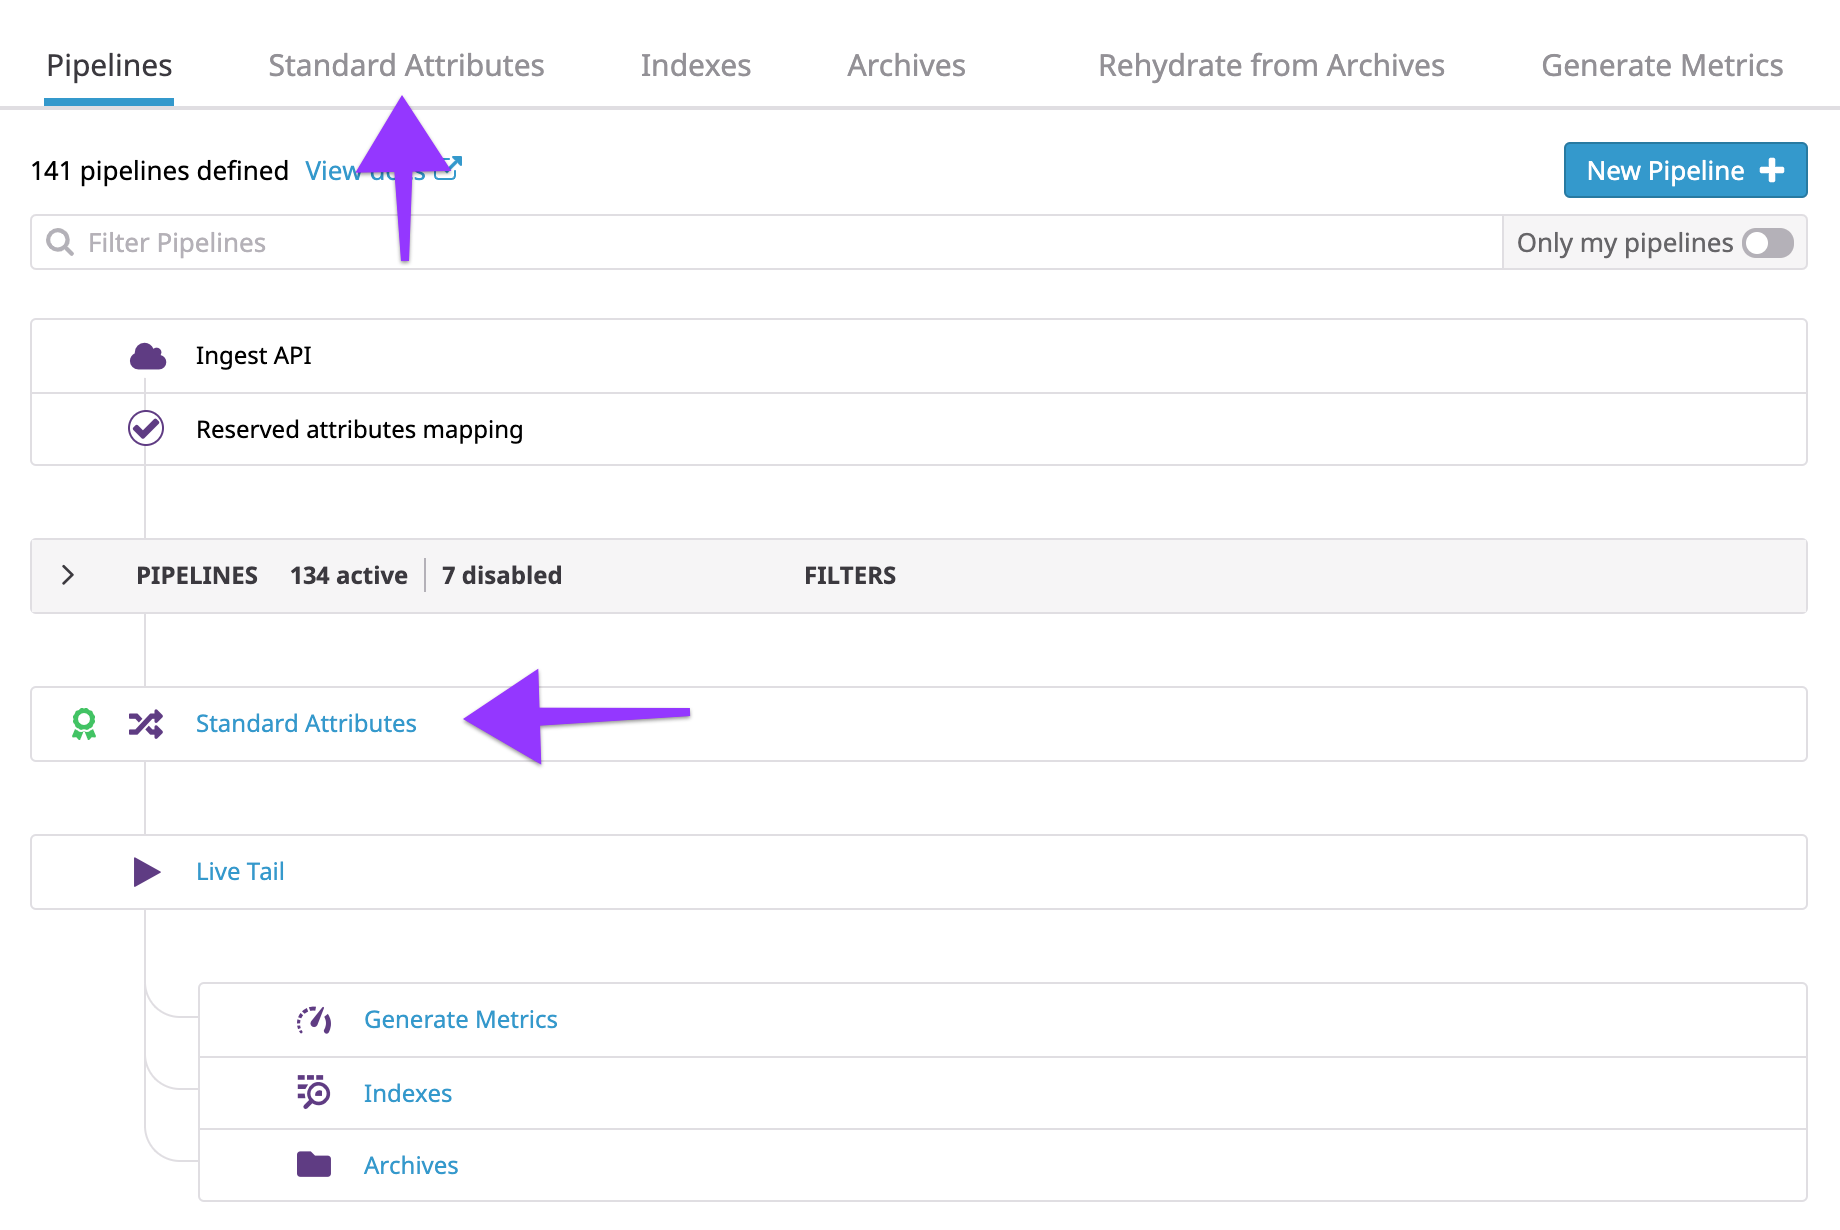 Pipelines Standard Attributes Indexes Archives Rehydrate from Archives Generate Metrics
141 pipelines defined View docs New Pipeline
Filter Pipelines Only my pipelines
Ingest API
Reserved attributes mapping
PIPELINES 134 active 7 disabled FILTERS
Standard Attributes
Live Tail
Generate Metrics
Indexes
Archives